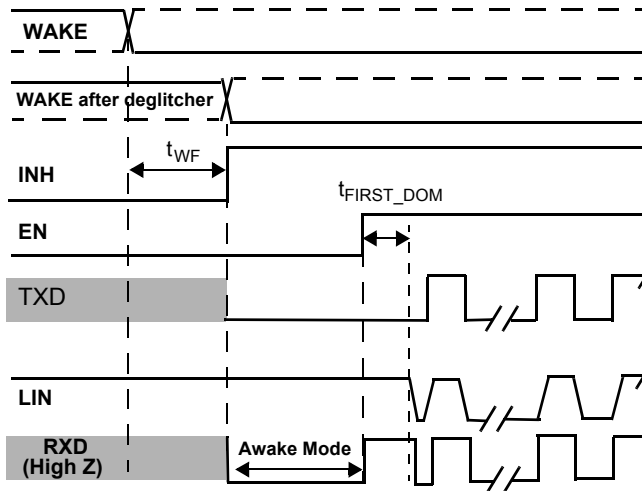 WAKE
WAKE after deglitcher
tWF
INH
tFIRST_DOM
EN
TXD
LIN
RXD
(High Z)
Awake Mode